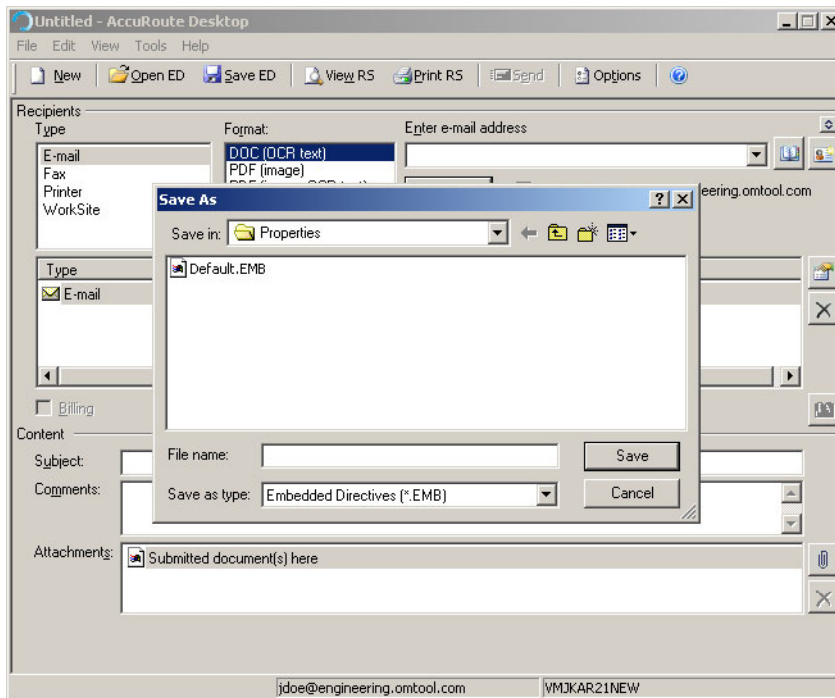 Untitled - AccuRoute Desktop
File Edit View Tools Help
New Open ED Save ED View RS Print RS Send Options
Recipients
Type Format: Enter e-mail address
E-mail DOC (OCR text)
Fax PDF (image)
Printer
WorkSite
eering.omtool.com
Save As
Save in: Properties
Default.EMB
Type
E-mail
Billing
Content
File name: Save
Save as type: Embedded Directives (*.EMB) Cancel
Subject:
Comments:
Attachments: Submitted document(s) here
jdoe@engineering.omtool.com VMJKAR21NEW